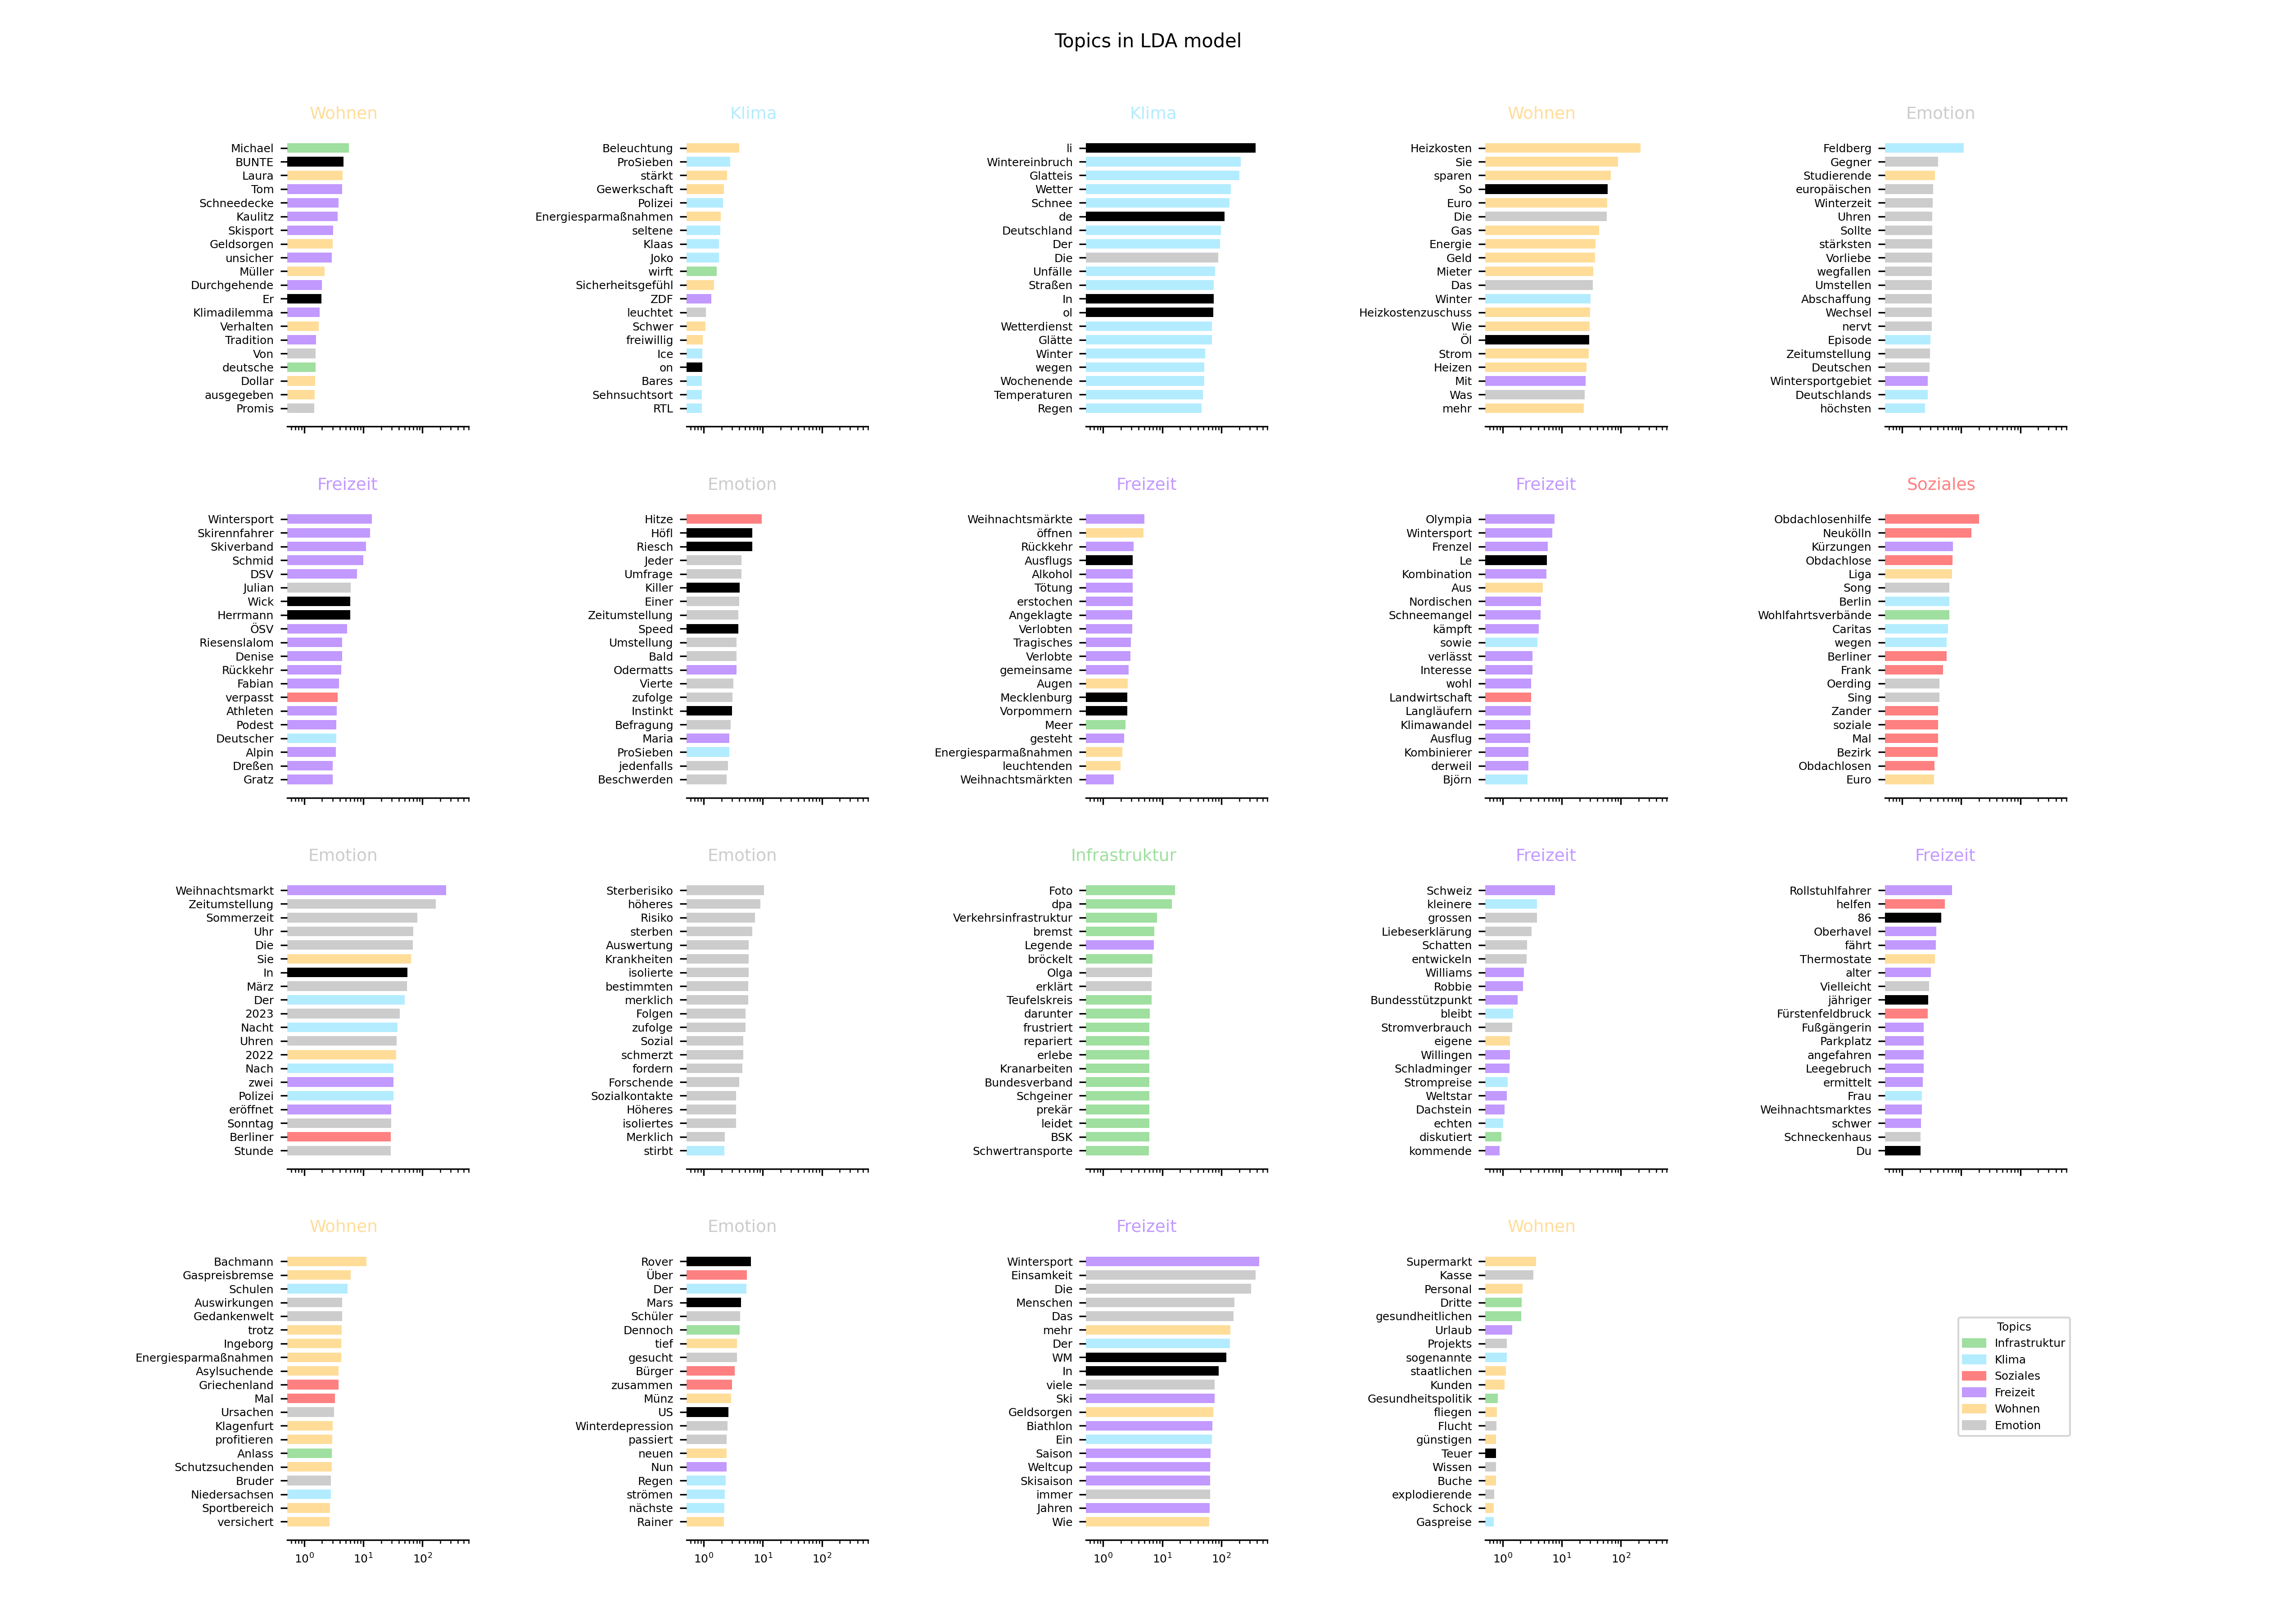 Topics in LDA model
Wohnen
Michael
BUNTE
Laura
Tom
Schneedecke
Kaulitz
Skisport
Geldsorgen
unsicher
Müller
Durchgehende
Er
Klimadilemma
Verhalten
Tradition
Von
deutsche
Dollar
ausgegeben
Promis
Klima
Beleuchtung
ProSieben
stärkt
Gewerkschaft
Polizei
Energiesparmaßnahmen
seltene
Klaas
Joko
wirft
Sicherheitsgefühl
ZDF
leuchtet
Schwer
freiwillig
Ice
on
Bares
Sehnsuchtsort
RTL
Klima
li
Wintereinbruch
Glatteis
Wetter
Schnee
de
Deutschland
Der
Die
Unfälle
Straßen
In
ol
Wetterdienst
Glätte
Winter
wegen
Wochenende
Temperaturen
Regen
Wohnen
Heizkosten
Sie
sparen
So
Euro
Die
Gas
Energie
Geld
Mieter
Das
Winter
Heizkostenzuschuss
Wie
Öl
Strom
Heizen
Mit
Was
mehr
Emotion
Feldberg
Gegner
Studierende
europäischen
Winterzeit
Uhren
Sollte
stärksten
Vorliebe
wegfallen
Umstellen
Abschaffung
Wechsel
nervt
Episode
Zeitumstellung
Deutschen
Wintersportgebiet
Deutschlands
höchsten
Freizeit
Wintersport
Skirennfahrer
Skiverband
Schmid
DSV
Julian
Wick
Herrmann
ÖSV
Riesenslalom
Denise
Rückkehr
Fabian
verpasst
Athleten
Podest
Deutscher
Alpin
Dreßen
Gratz
Emotion
Hitze
Höfl
Riesch
Jeder
Umfrage
Killer
Einer
Zeitumstellung
Speed
Umstellung
Bald
Odermatts
Vierte
zufolge
Instinkt
Befragung
Maria
ProSieben
jedenfalls
Beschwerden
Freizeit
Weihnachtsmärkte
öffnen
Rückkehr
Ausflugs
Alkohol
Tötung
erstochen
Angeklagte
Verlobten
Tragisches
Verlobte
gemeinsame
Augen
Mecklenburg
Vorpommern
Meer
gesteht
Energiesparmaßnahmen
leuchtenden
Weihnachtsmärkten
Freizeit
Olympia
Wintersport
Frenzel
Le
Kombination
Aus
Nordischen
Schneemangel
kämpft
sowie
verlässt
Interesse
wohl
Landwirtschaft
Langläufern
Klimawandel
Ausflug
Kombinierer
derweil
Björn
Soziales
Obdachlosenhilfe
Neukölln
Kürzungen
Obdachlose
Liga
Song
Berlin
Wohlfahrtsverbände
Caritas
wegen
Berliner
Frank
Oerding
Sing
Zander
soziale
Mal
Bezirk
Obdachlosen
Euro
Emotion
Weihnachtsmarkt
Zeitumstellung
Sommerzeit
Uhr
Die
Sie
In
März
Der
2023
Nacht
Uhren
2022
Nach
zwei
Polizei
eröffnet
Sonntag
Berliner
Stunde
Emotion
Sterberisiko
höheres
Risiko
sterben
Auswertung
Krankheiten
isolierte
bestimmten
merklich
Folgen
zufolge
Sozial
schmerzt
fordern
Forschende
Sozialkontakte
Höheres
isoliertes
Merklich
stirbt
Infrastruktur
Foto
dpa
Verkehrsinfrastruktur
bremst
Legende
bröckelt
Olga
erklärt
Teufelskreis
darunter
frustriert
repariert
erlebe
Kranarbeiten
Bundesverband
Schgeiner
prekär
leidet
BSK
Schwertransporte
Freizeit
Schweiz
kleinere
grossen
Liebeserklärung
Schatten
entwickeln
Williams
Robbie
Bundesstützpunkt
bleibt
Stromverbrauch
eigene
Willingen
Schladminger
Strompreise
Weltstar
Dachstein
echten
diskutiert
kommende
Freizeit
Rollstuhlfahrer
helfen
86
Oberhavel
fährt
Thermostate
alter
Vielleicht
jähriger
Fürstenfeldbruck
Fußgängerin
Parkplatz
angefahren
Leegebruch
ermittelt
Frau
Weihnachtsmarktes
schwer
Schneckenhaus
Du
Wohnen
Bachmann
Gaspreisbremse
Schulen
Auswirkungen
Gedankenwelt
trotz
Ingeborg
Energiesparmaßnahmen
Asylsuchende
Griechenland
Mal
Ursachen
Klagenfurt
profitieren
Anlass
Schutzsuchenden
Bruder
Niedersachsen
Sportbereich
versichert
10⁰ 10¹ 10²
Emotion
Rover
Über
Der
Mars
Schüler
Dennoch
tief
gesucht
Bürger
zusammen
Münz
US
Winterdepression
passiert
neuen
Nun
Regen
strömen
nächste
Rainer
10⁰ 10¹ 10²
Freizeit
Wintersport
Einsamkeit
Die
Menschen
Das
mehr
Der
WM
In
viele
Ski
Geldsorgen
Biathlon
Ein
Saison
Weltcup
Skisaison
immer
Jahren
Wie
10⁰ 10¹ 10²
Wohnen
Supermarkt
Kasse
Personal
Dritte
gesundheitlichen
Urlaub
Projekts
sogenannte
staatlichen
Kunden
Gesundheitspolitik
fliegen
Flucht
günstigen
Teuer
Wissen
Buche
explodierende
Schock
Gaspreise
10⁰ 10¹ 10²
Topics
Infrastruktur
Klima
Soziales
Freizeit
Wohnen
Emotion